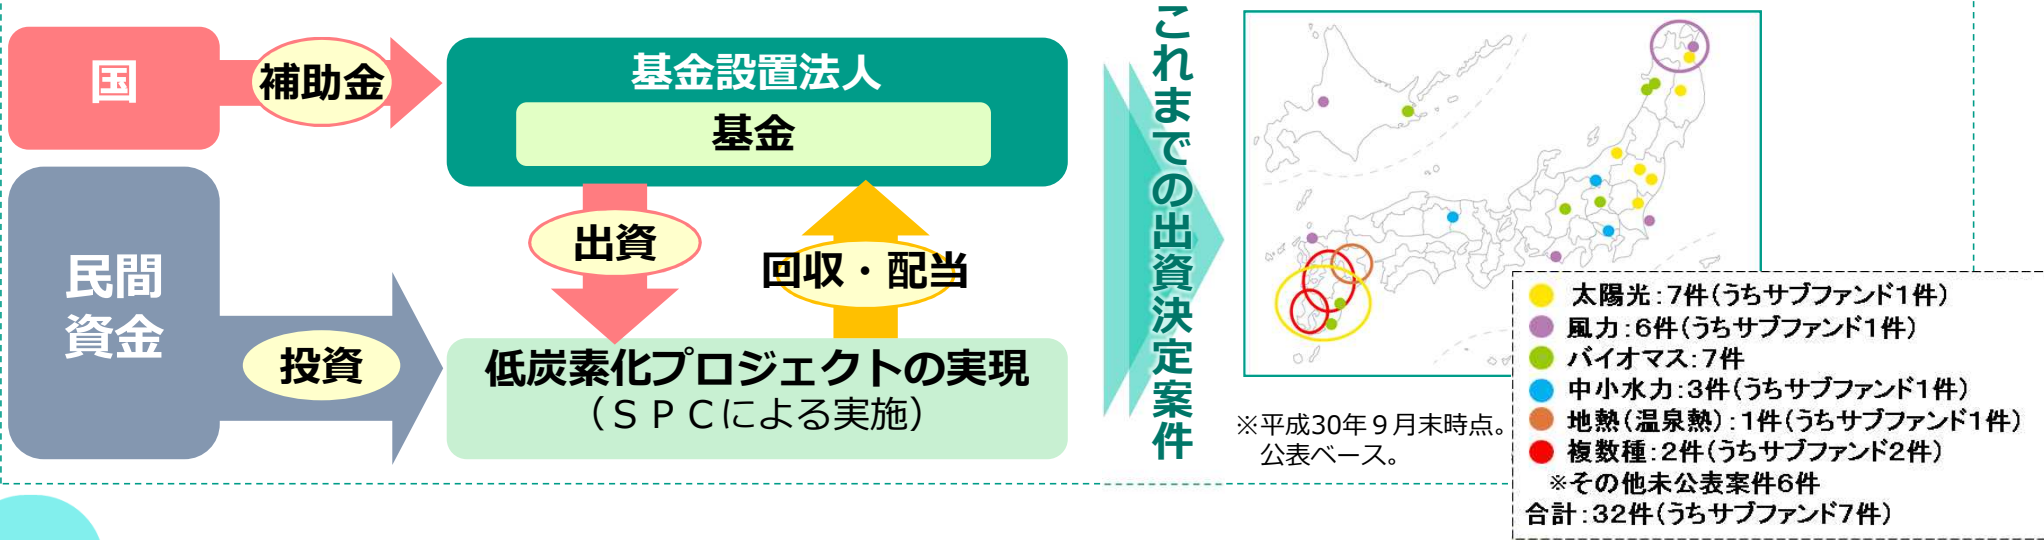 国
補助金
基金設置法人
基金
民間
資金
投資
出資
回収・配当
低炭素化プロジェクトの実現
（ＳＰＣによる実施）
これまでの出資決定案件
※平成30年９月末時点。
公表ベース。
太陽光：7件（うちサブファンド1件）
風力：6件（うちサブファンド1件）
バイオマス：7件
中小水力：3件（うちサブファンド1件）
地熱（温泉熱）：1件（うちサブファンド1件）
複数種：2件（うちサブファンド2件）
※その他未公表案件6件
合計：32件（うちサブファンド7件）